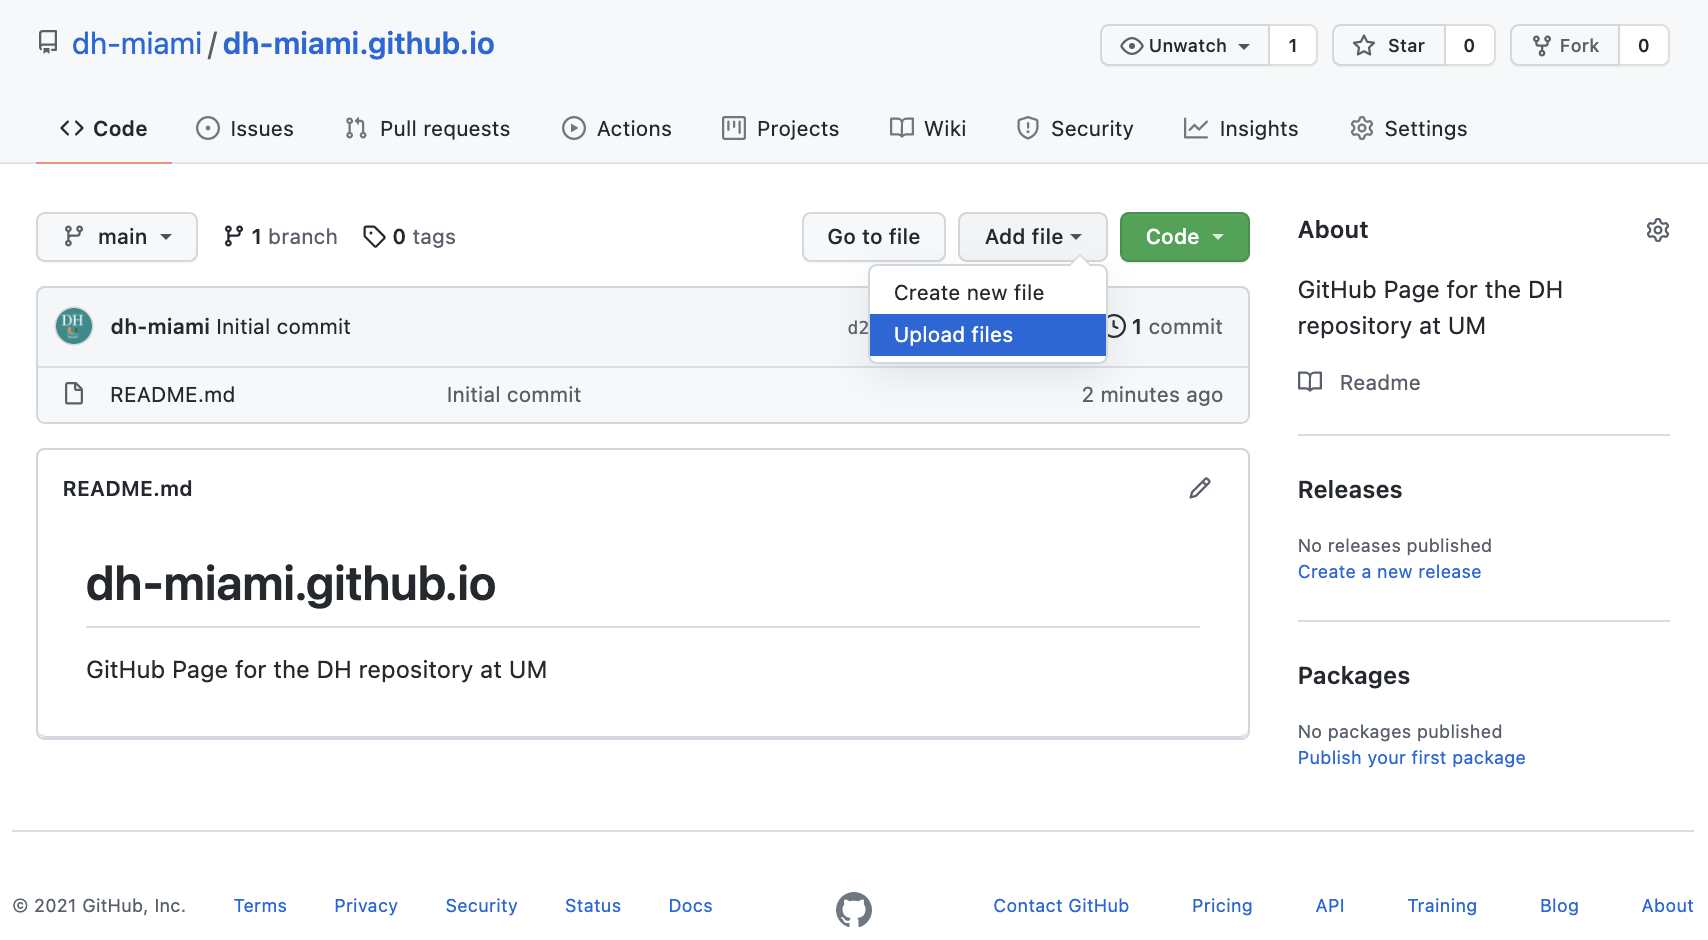 dh-miami / dh-miami.github.io
Unwatch 1 Star 0 Fork 0
Code Issues Pull requests Actions Projects Wiki Security Insights Settings
main 1 branch 0 tags Go to file Add file Code
Create new file
Upload files
DH
dh-miami Initial commit d2 1 commit
README.md Initial commit 2 minutes ago
README.md
dh-miami.github.io
GitHub Page for the DH repository at UM
About
GitHub Page for the DH
repository at UM
Readme
Releases
No releases published
Create a new release
Packages
No packages published
Publish your first package
© 2021 GitHub, Inc. Terms Privacy Security Status Docs Contact GitHub Pricing API Training Blog About